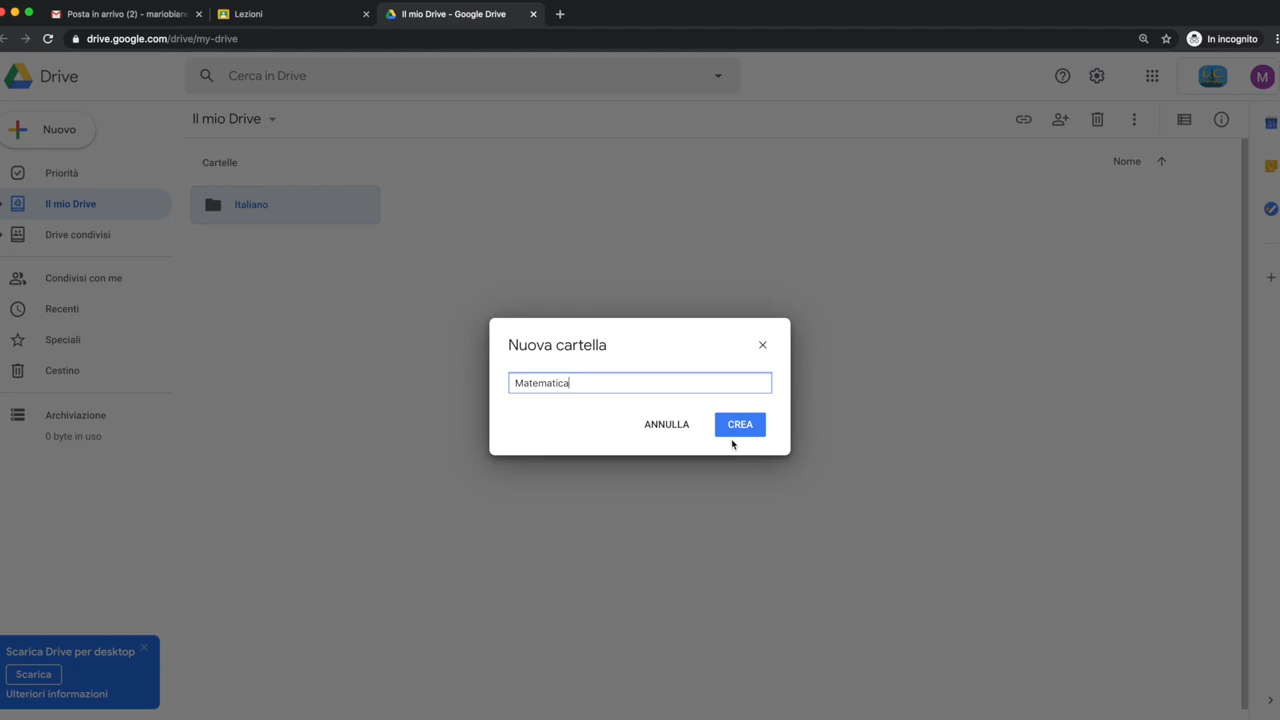 Posta in arrivo (2) - mariobian
Lezioni
Il mio Drive - Google Drive
drive.google.com/drive/my-drive
In incognito
Drive
Cerca in Drive
M
Nuovo
Il mio Drive
Priorità
Cartelle
Nome
Il mio Drive
Italiano
Drive condivisi
Condivisi con me
Recenti
Speciali
Cestino
Archiviazione
0 byte in uso
Nuova cartella
Matematica
ANNULLA
CREA
Scarica Drive per desktop
Scarica
Ulteriori informazioni